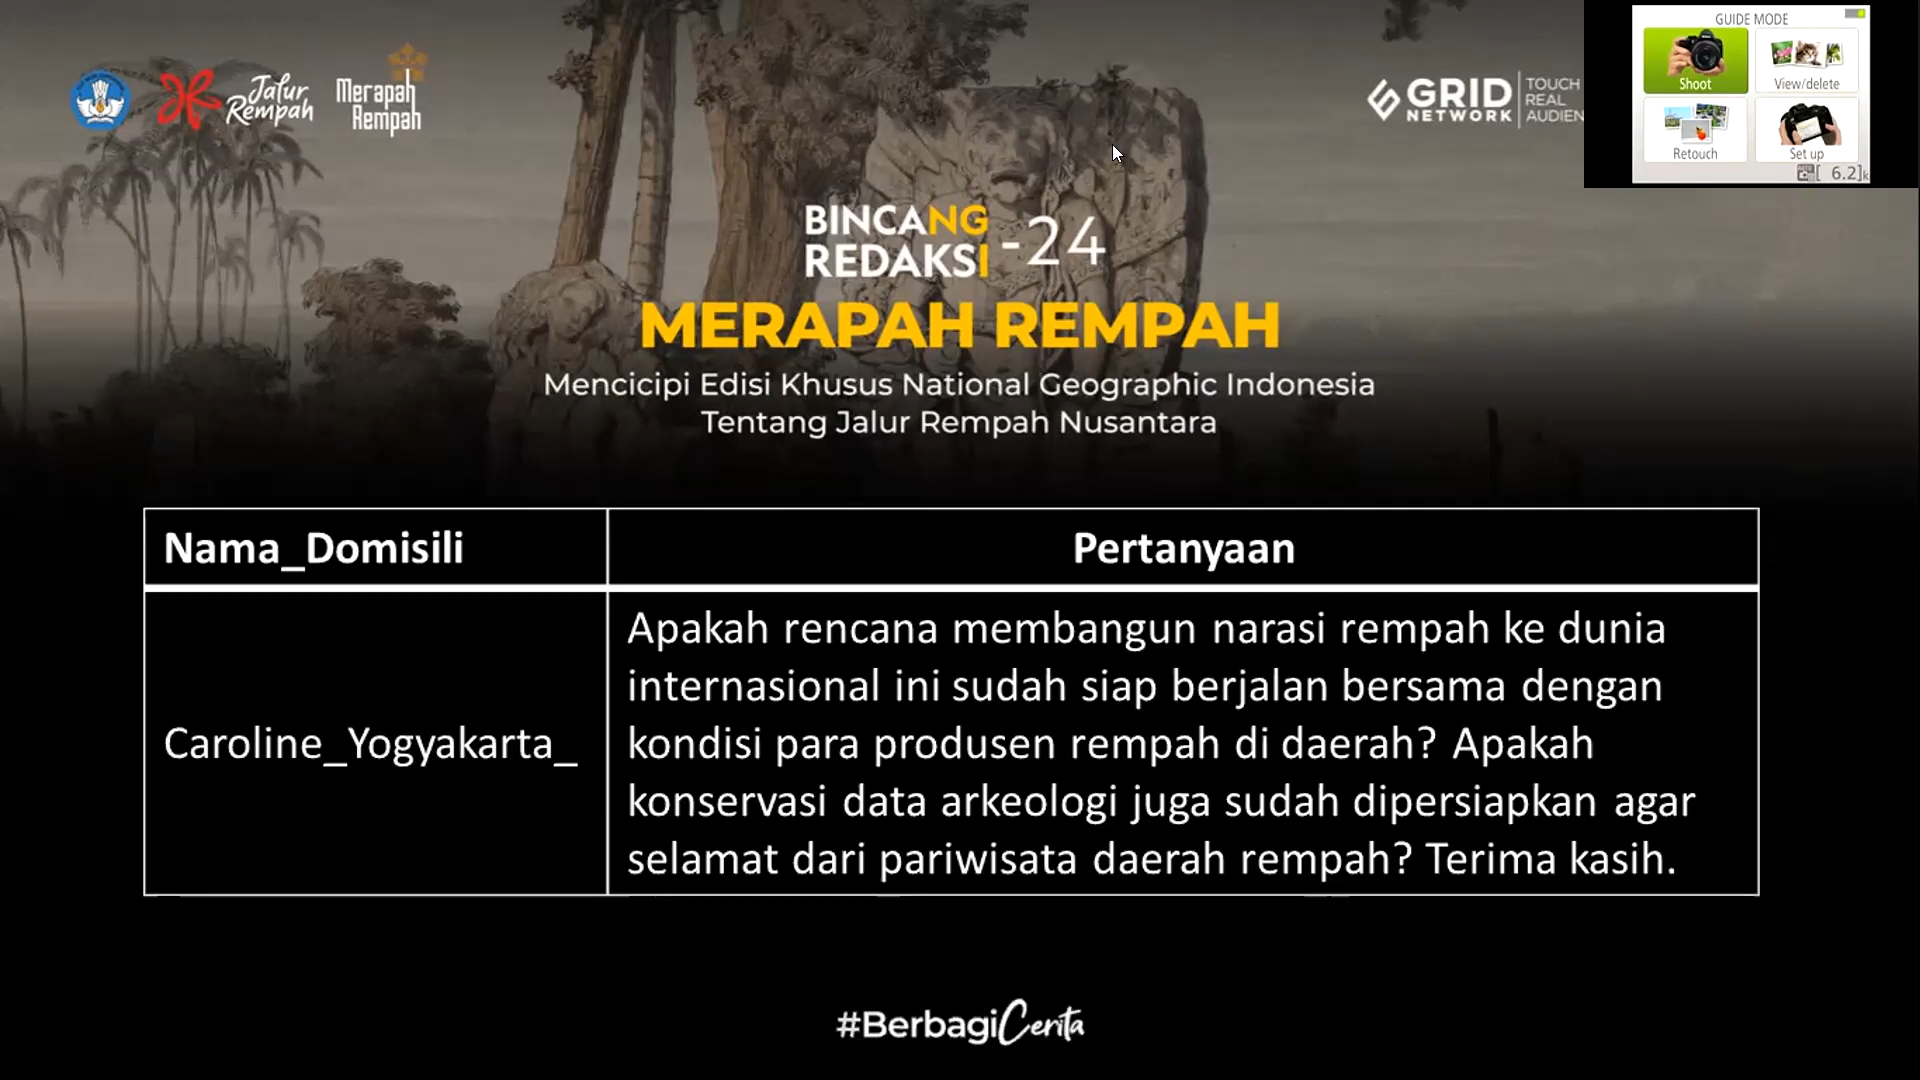 Jalur
Rempah
Merapah
Rempah
GRID
NETWORK
TOUCH
REAL
AUDIEN
GUIDE MODE
Shoot
View/delete
Retouch
Set up
[ 6.2]k
BINCANG
REDAKSI
-24
MERAPAH REMPAH
Mencicipi Edisi Khusus National Geographic Indonesia
Tentang Jalur Rempah Nusantara
Nama_Domisili
Pertanyaan
Caroline_Yogyakarta_
Apakah rencana membangun narasi rempah ke dunia
internasional ini sudah siap berjalan bersama dengan
kondisi para produsen rempah di daerah? Apakah
konservasi data arkeologi juga sudah dipersiapkan agar
selamat dari pariwisata daerah rempah? Terima kasih.
#BerbagiCerita